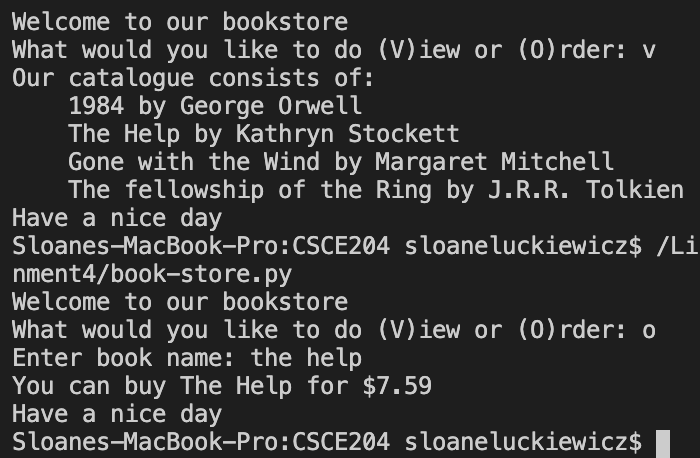 Welcome to our bookstore
What would you like to do (V)iew or (O)rder: v
Our catalogue consists of:
    1984 by George Orwell
    The Help by Kathryn Stockett
    Gone with the Wind by Margaret Mitchell
    The fellowship of the Ring by J.R.R. Tolkien
Have a nice day
Sloanes-MacBook-Pro:CSCE204 sloaneluckiewicz$ /Li
nment4/book-store.py
Welcome to our bookstore
What would you like to do (V)iew or (O)rder: o
Enter book name: the help
You can buy The Help for $7.59
Have a nice day
Sloanes-MacBook-Pro:CSCE204 sloaneluckiewicz$